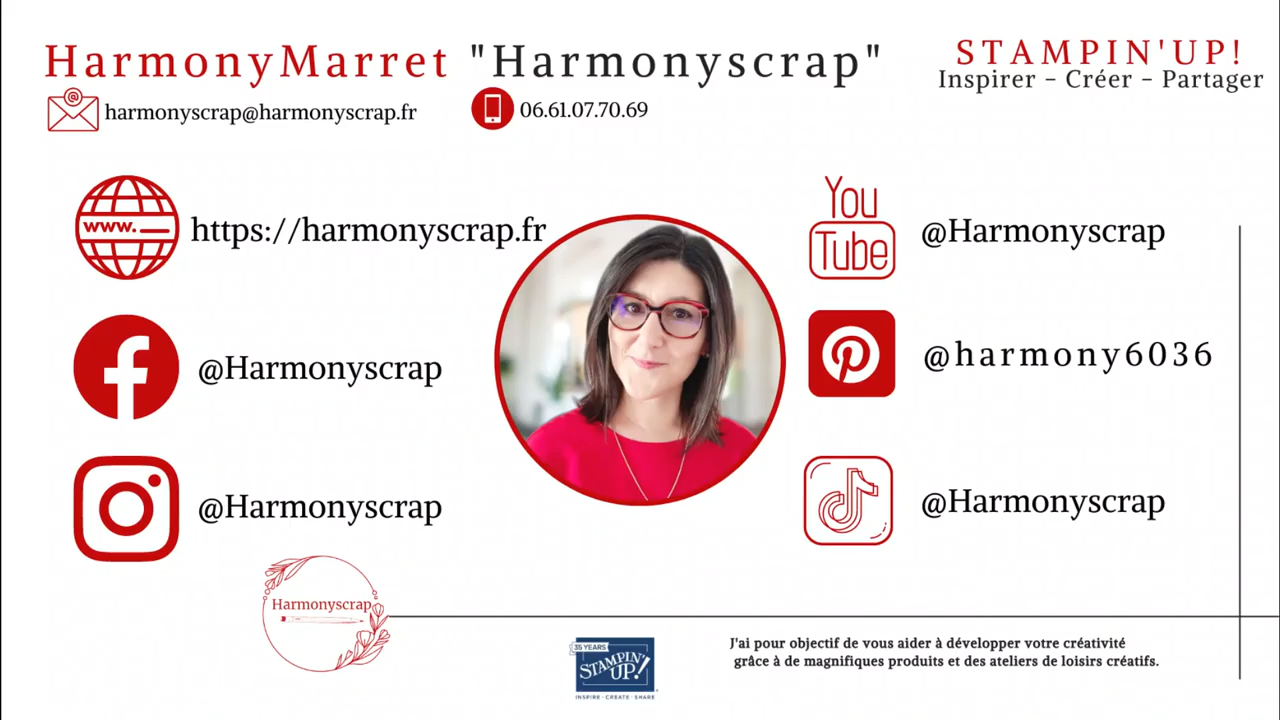 HarmonyMarret "Harmonyscrap"
STAMPIN'UP!
Inspirer - Créer - Partager
@
harmonyscrap@harmonyscrap.fr
06.61.07.70.69
www.
https://harmonyscrap.fr
@Harmonyscrap
@Harmonyscrap
You
Tube
@Harmonyscrap
@harmony6036
@Harmonyscrap
Harmonyscrap
35 YEARS
STAMPIN' UP!
INSPIRE · CREATE · SHARE
J'ai pour objectif de vous aider à développer votre créativité
grâce à de magnifiques produits et des ateliers de loisirs créatifs.